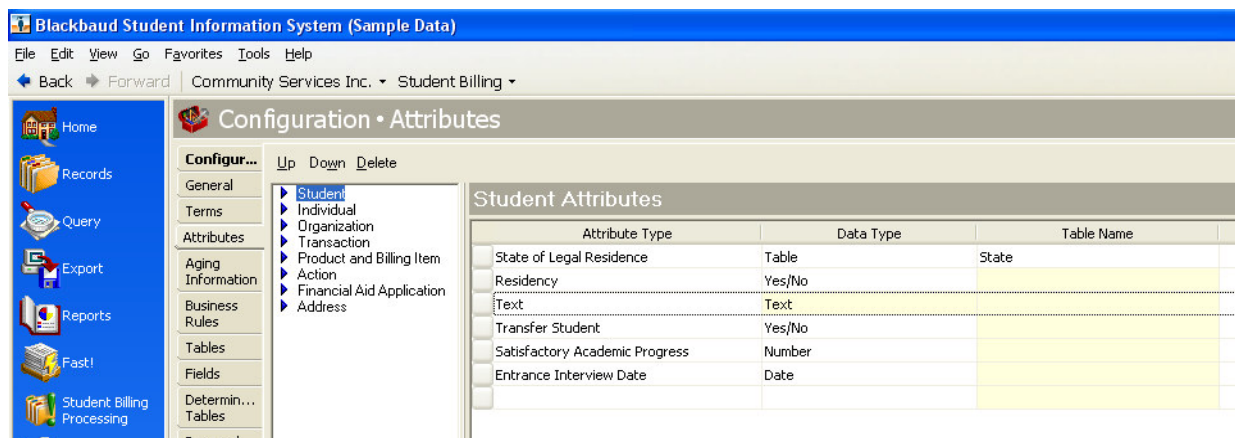 Blackbaud Student Information System (Sample Data)
File Edit View Go Favorites Tools Help
Back Forward Community Services Inc. Student Billing
Home
Records
Query
Export
Reports
Fast!
Student Billing
Processing
Configuration • Attributes
Configur...
General
Terms
Attributes
Aging
Information
Business
Rules
Tables
Fields
Determin...
Tables
Up Down Delete
Student
Individual
Organization
Transaction
Product and Billing Item
Action
Financial Aid Application
Address
Student Attributes
Attribute Type Data Type Table Name
State of Legal Residence Table State
Residency Yes/No
Text Text
Transfer Student Yes/No
Satisfactory Academic Progress Number
Entrance Interview Date Date